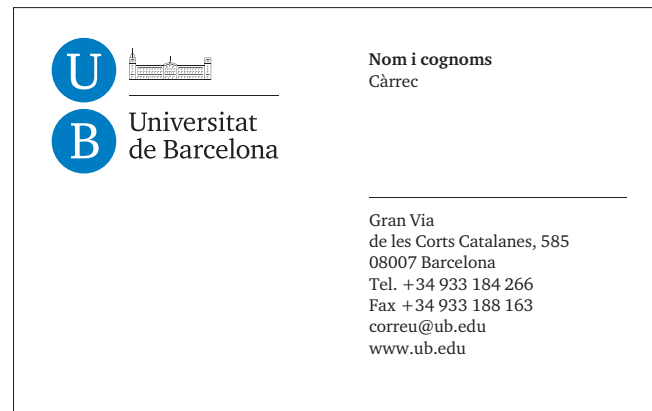 U
B
Universitat
de Barcelona
Nom i cognoms
Càrrec
Gran Via
de les Corts Catalanes, 585
08007 Barcelona
Tel. +34 933 184 266
Fax +34 933 188 163
correu@ub.edu
www.ub.edu